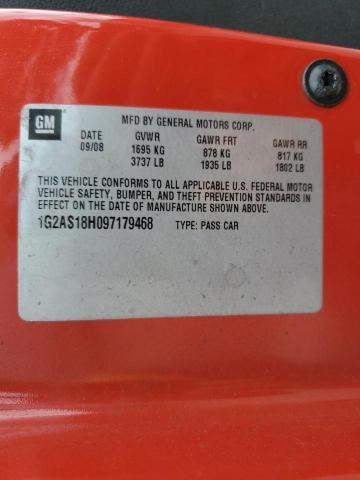 GM
MFD BY GENERAL MOTORS CORP.
DATE GVWR GAWR FRT GAWR RR
09/08 1695 KG 878 KG 817 KG
3737 LB 1935 LB 1802 LB
THIS VEHICLE CONFORMS TO ALL APPLICABLE U.S. FEDERAL MOTOR
VEHICLE SAFETY, BUMPER, AND THEFT PREVENTION STANDARDS IN
EFFECT ON THE DATE OF MANUFACTURE SHOWN ABOVE.
1G2AS18H097179468 TYPE: PASS CAR